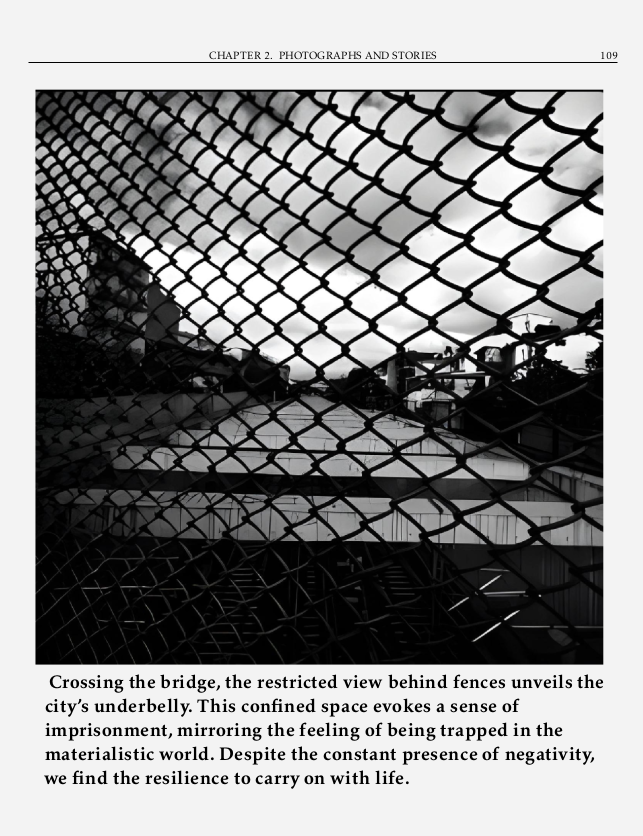 CHAPTER 2. PHOTOGRAPHS AND STORIES 109
Crossing the bridge, the restricted view behind fences unveils the
city's underbelly. This confined space evokes a sense of
imprisonment, mirroring the feeling of being trapped in the
materialistic world. Despite the constant presence of negativity,
we find the resilience to carry on with life.